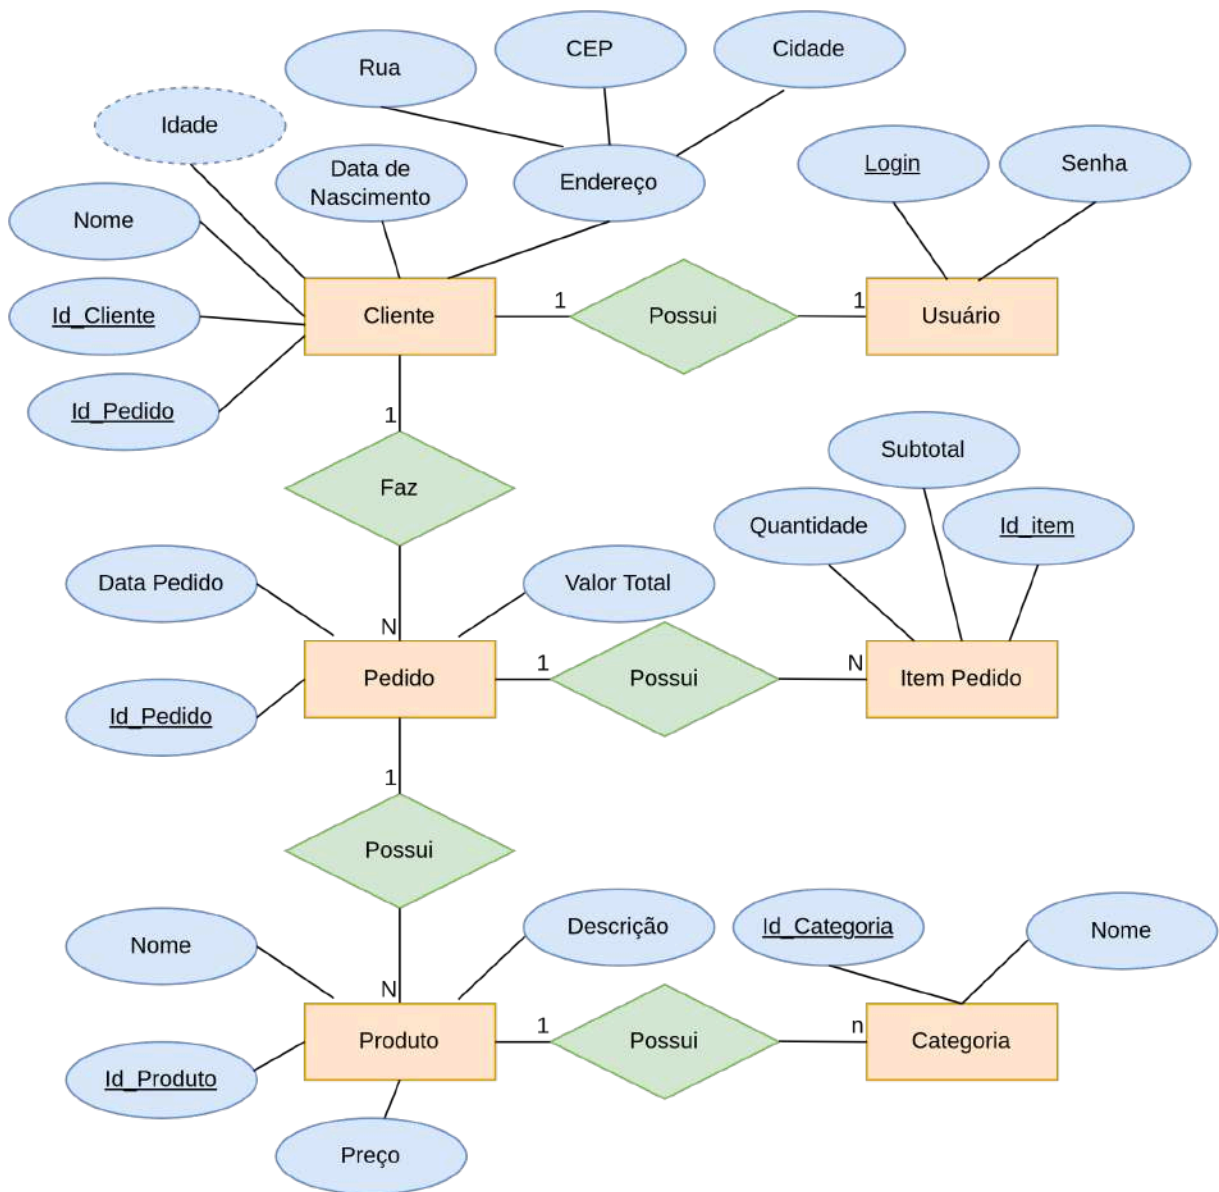 CEP
Cidade
Rua
Idade
Data de
Nascimento
Endereço
Login
Senha
Nome
Id_Cliente
Cliente
1
Possui
1
Usuário
Id_Pedido
1
Faz
Subtotal
Quantidade
Id_item
Data Pedido
Valor Total
N
Pedido
1
Possui
N
Item Pedido
Id_Pedido
1
Possui
Nome
Descrição
Id_Categoria
Nome
N
Produto
1
Possui
n
Categoria
Id_Produto
Preço